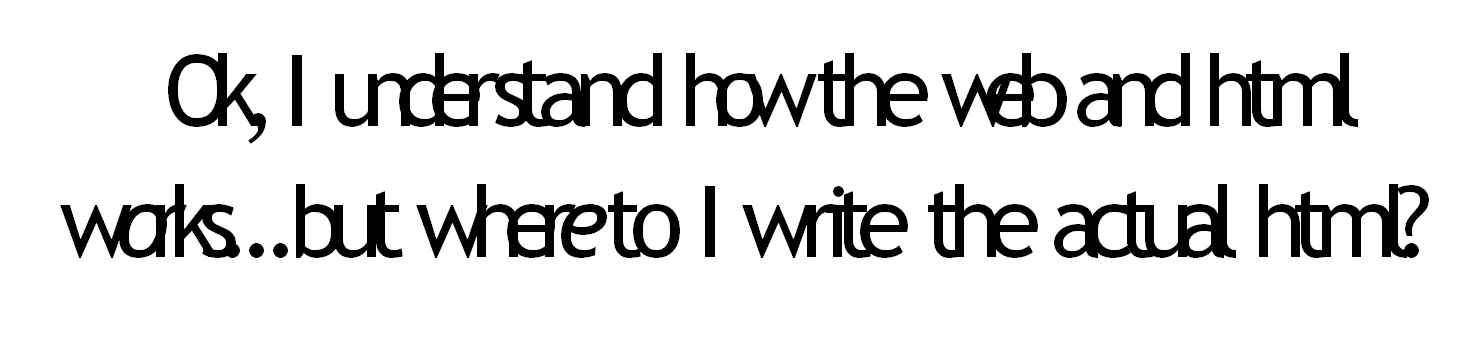 Ok, I understand how the web and html
works...but where to I write the actual html?